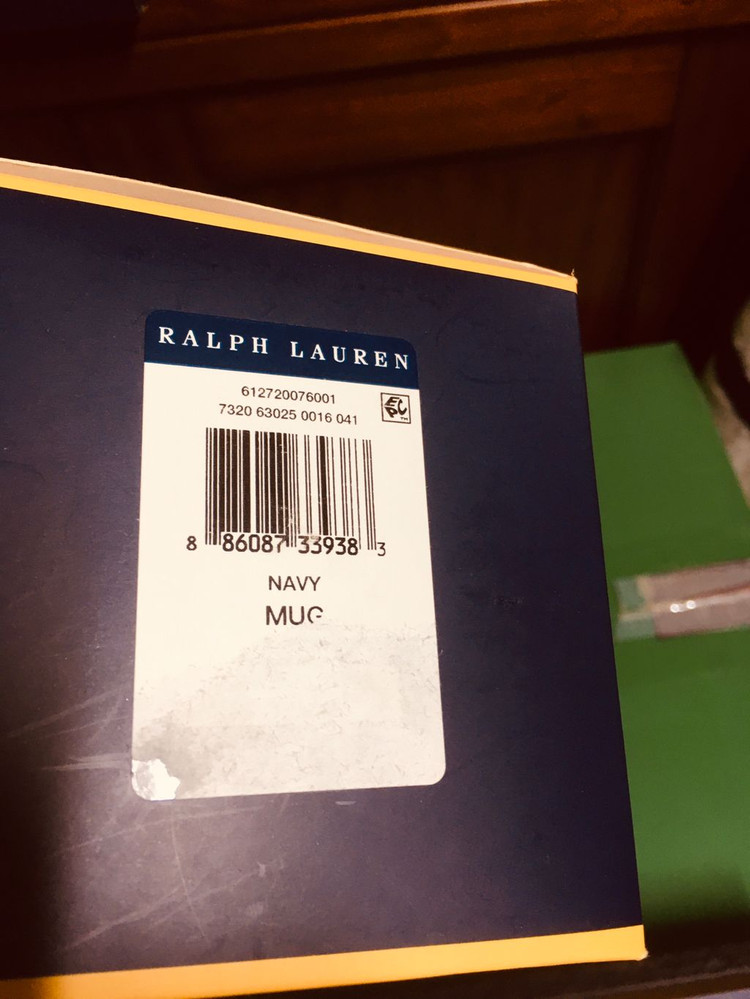 RALPH LAUREN
612720076001
7320 63025 0016 041
8 86087 33938 3
NAVY
MUG